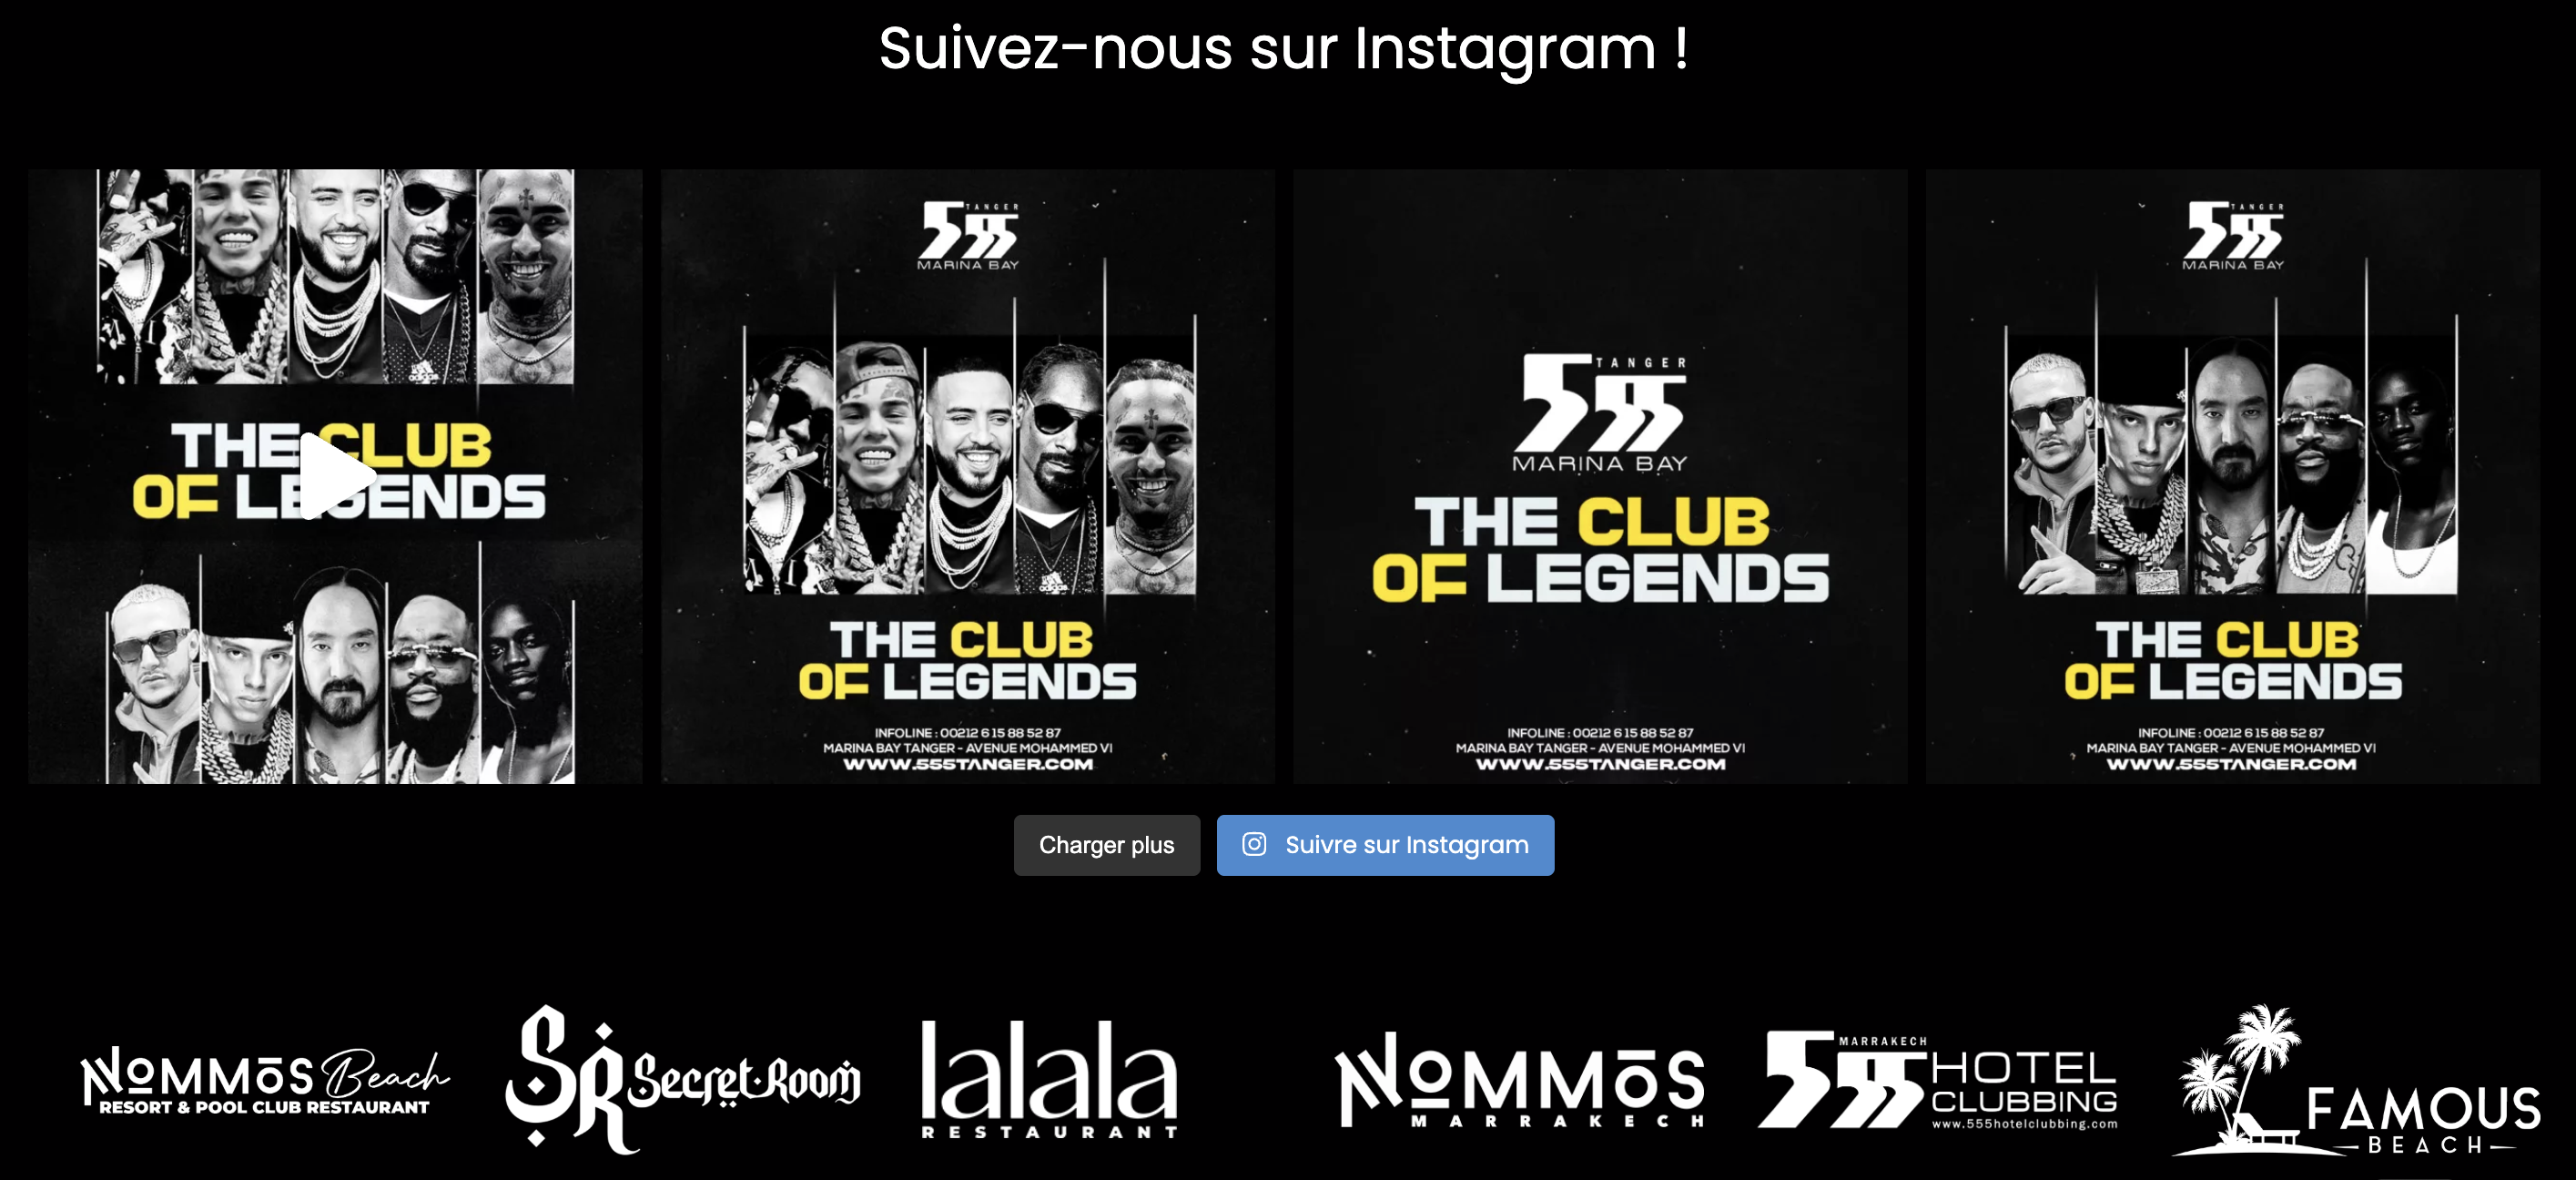 Suivez-nous sur Instagram !
THE CLUB
OF LEGENDS
TANGER
555
MARINA BAY
THE CLUB
OF LEGENDS
INFOLINE : 00212 6 15 88 52 87
MARINA BAY TANGER - AVENUE MOHAMMED VI
WWW.555TANGER.COM
TANGER
555
MARINA BAY
THE CLUB
OF LEGENDS
INFOLINE : 00212 6 15 88 52 87
MARINA BAY TANGER - AVENUE MOHAMMED VI
WWW.555TANGER.COM
TANGER
555
MARINA BAY
THE CLUB
OF LEGENDS
INFOLINE : 00212 6 15 88 52 87
MARINA BAY TANGER - AVENUE MOHAMMED VI
WWW.555TANGER.COM
Charger plus
Suivre sur Instagram
NOMMŌS Beach
RESORT & POOL CLUB RESTAURANT
SR Secret Room
lalala
RESTAURANT
NOMMŌS
MARRAKECH
MARRAKECH
555 HOTEL
CLUBBING
www.555hotelclubbing.com
FAMOUS
BEACH